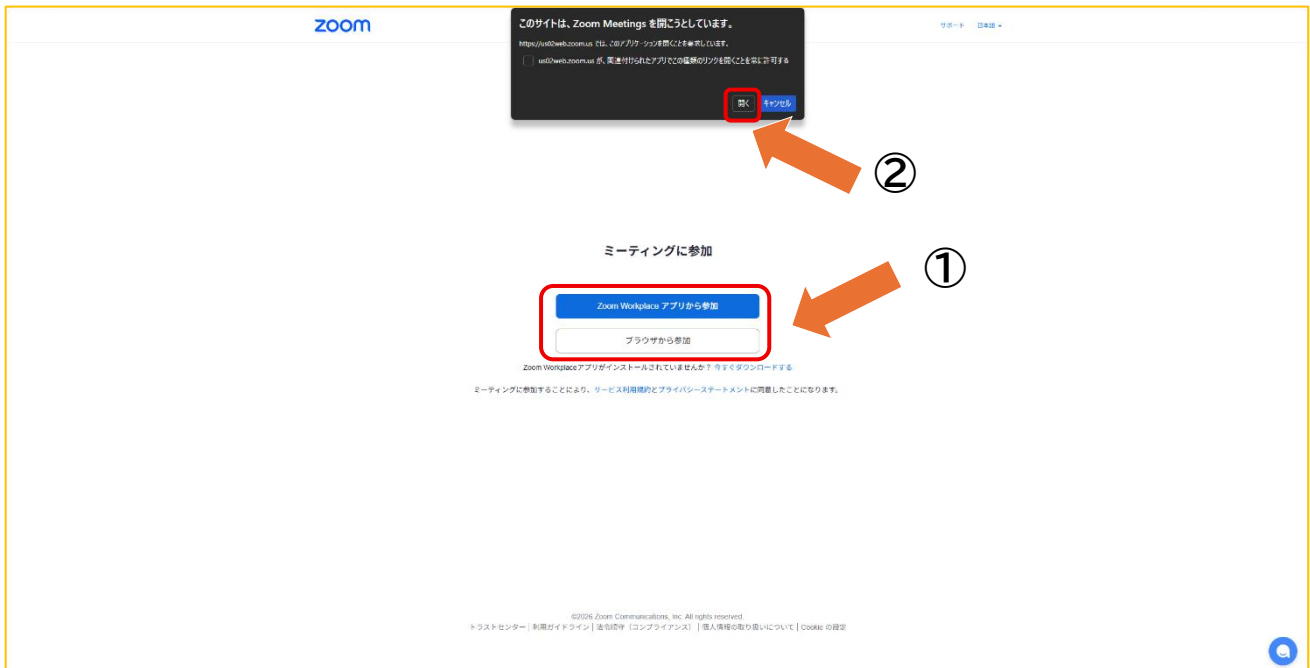 zoom
このサイトは、Zoom Meetings を開こうとしています。
https://us02web.zoom.us では、このアプリケーションを開くことを要求しています。
us02web.zoom.us が、関連付けられたアプリでこの種類のリンクを開くことを常に許可する
開く キャンセル
サポート 日本語
②
ミーティングに参加
①
Zoom Workplace アプリから参加
ブラウザから参加
Zoom Workplaceアプリがインストールされていませんか？ 今すぐダウンロードする
ミーティングに参加することにより、サービス利用規約とプライバシーステートメントに同意したことになります。
©2026 Zoom Communications, Inc. All rights reserved.
トラストセンター | 利用ガイドライン | 法令順守（コンプライアンス） | 個人情報の取り扱いについて | Cookie の設定